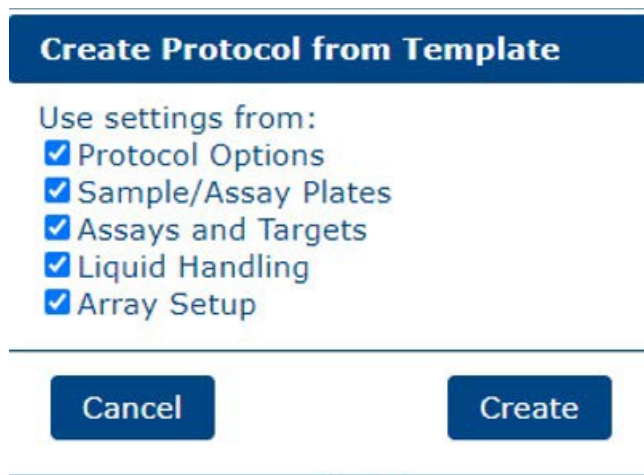 Create Protocol from Template
Use settings from:
Protocol Options
Sample/Assay Plates
Assays and Targets
Liquid Handling
Array Setup
Cancel
Create